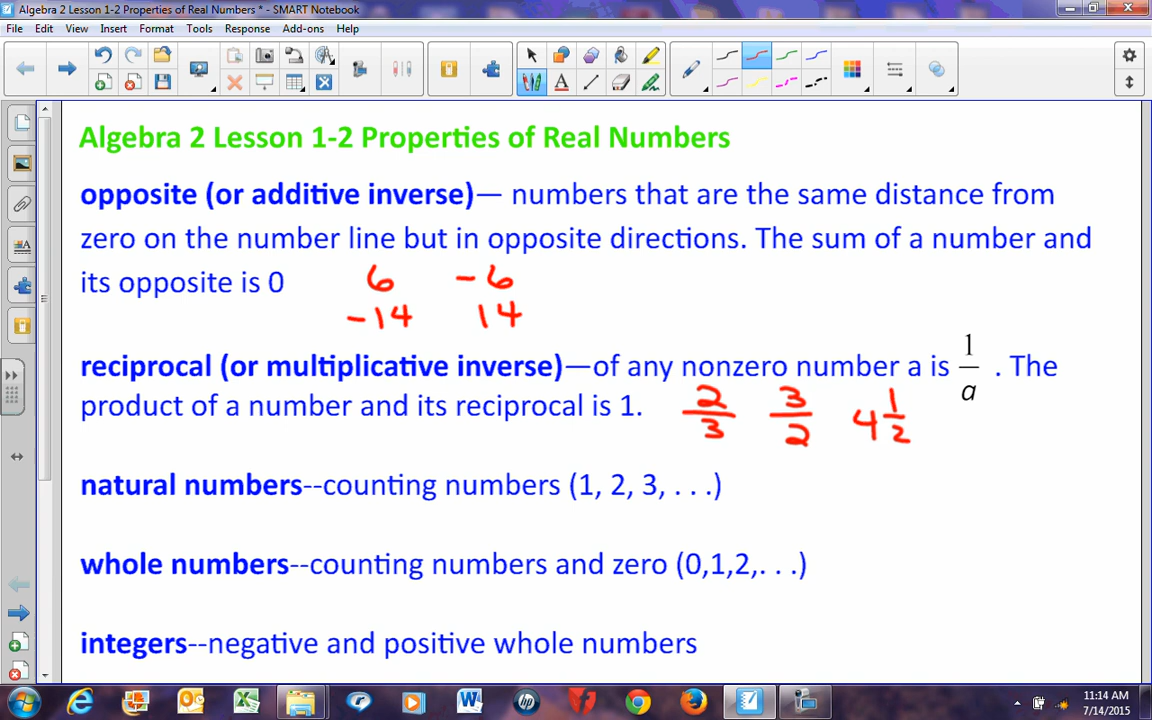 Algebra 2 Lesson 1-2 Properties of Real Numbers * - SMART Notebook
File Edit View Insert Format Tools Response Add-ons Help
Algebra 2 Lesson 1-2 Properties of Real Numbers
opposite (or additive inverse)— numbers that are the same distance from
zero on the number line but in opposite directions. The sum of a number and
its opposite is 0 6 -6
-14 14
reciprocal (or multiplicative inverse)—of any nonzero number a is 1/a . The
product of a number and its reciprocal is 1. 2/3 3/2 4 1/2
natural numbers--counting numbers (1, 2, 3, . . .)
whole numbers--counting numbers and zero (0,1,2,. . .)
integers--negative and positive whole numbers
11:14 AM
7/14/2015